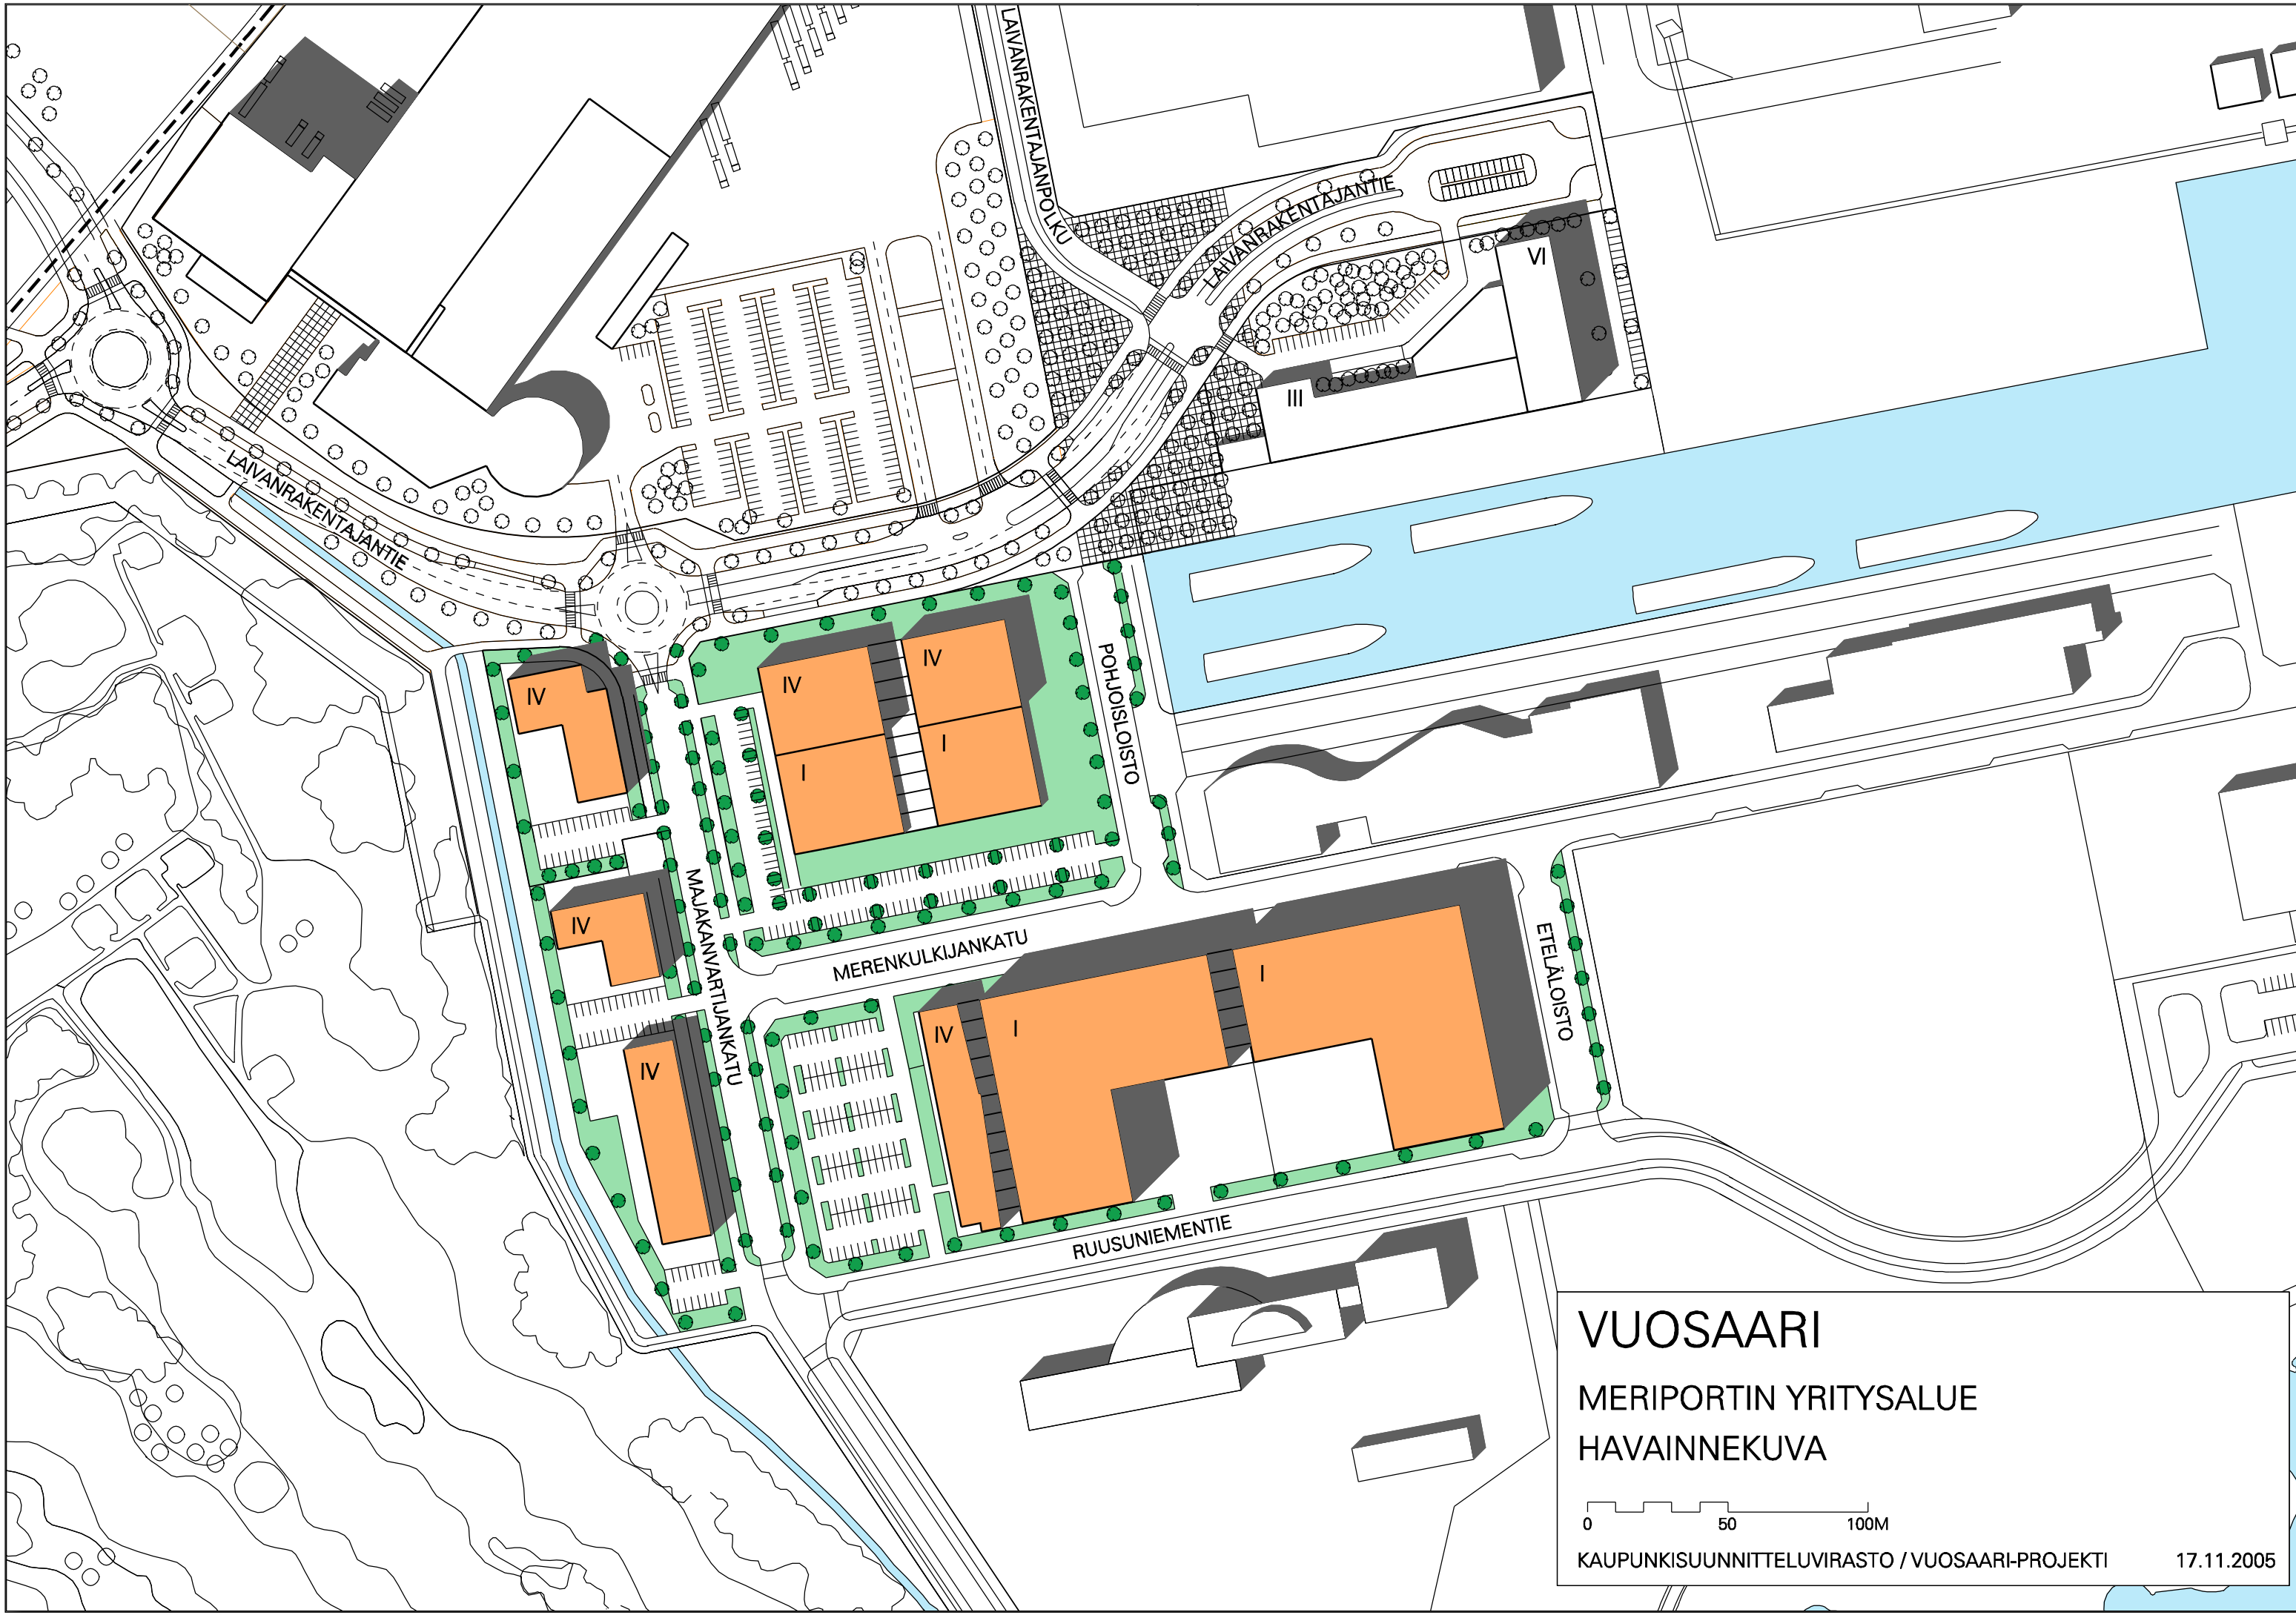 LAIVANRAKENTAJANPOLKU
LAIVANRAKENTAJANTIE
VI
III
LAIVANRAKENTAJANTIE
IV
IV
IV
I
I
POHJOISLOISTO
MAJAKANVARTIJANKATU
IV
MERENKULKIJANKATU
ETELÄLOISTO
IV
IV
I
I
RUUSUNIEMENTIE
VUOSAARI
MERIPORTIN YRITYSALUE
HAVAINNEKUVA
0 50 100M
KAUPUNKISUUNNITTELUVIRASTO / VUOSAARI-PROJEKTI 17.11.2005